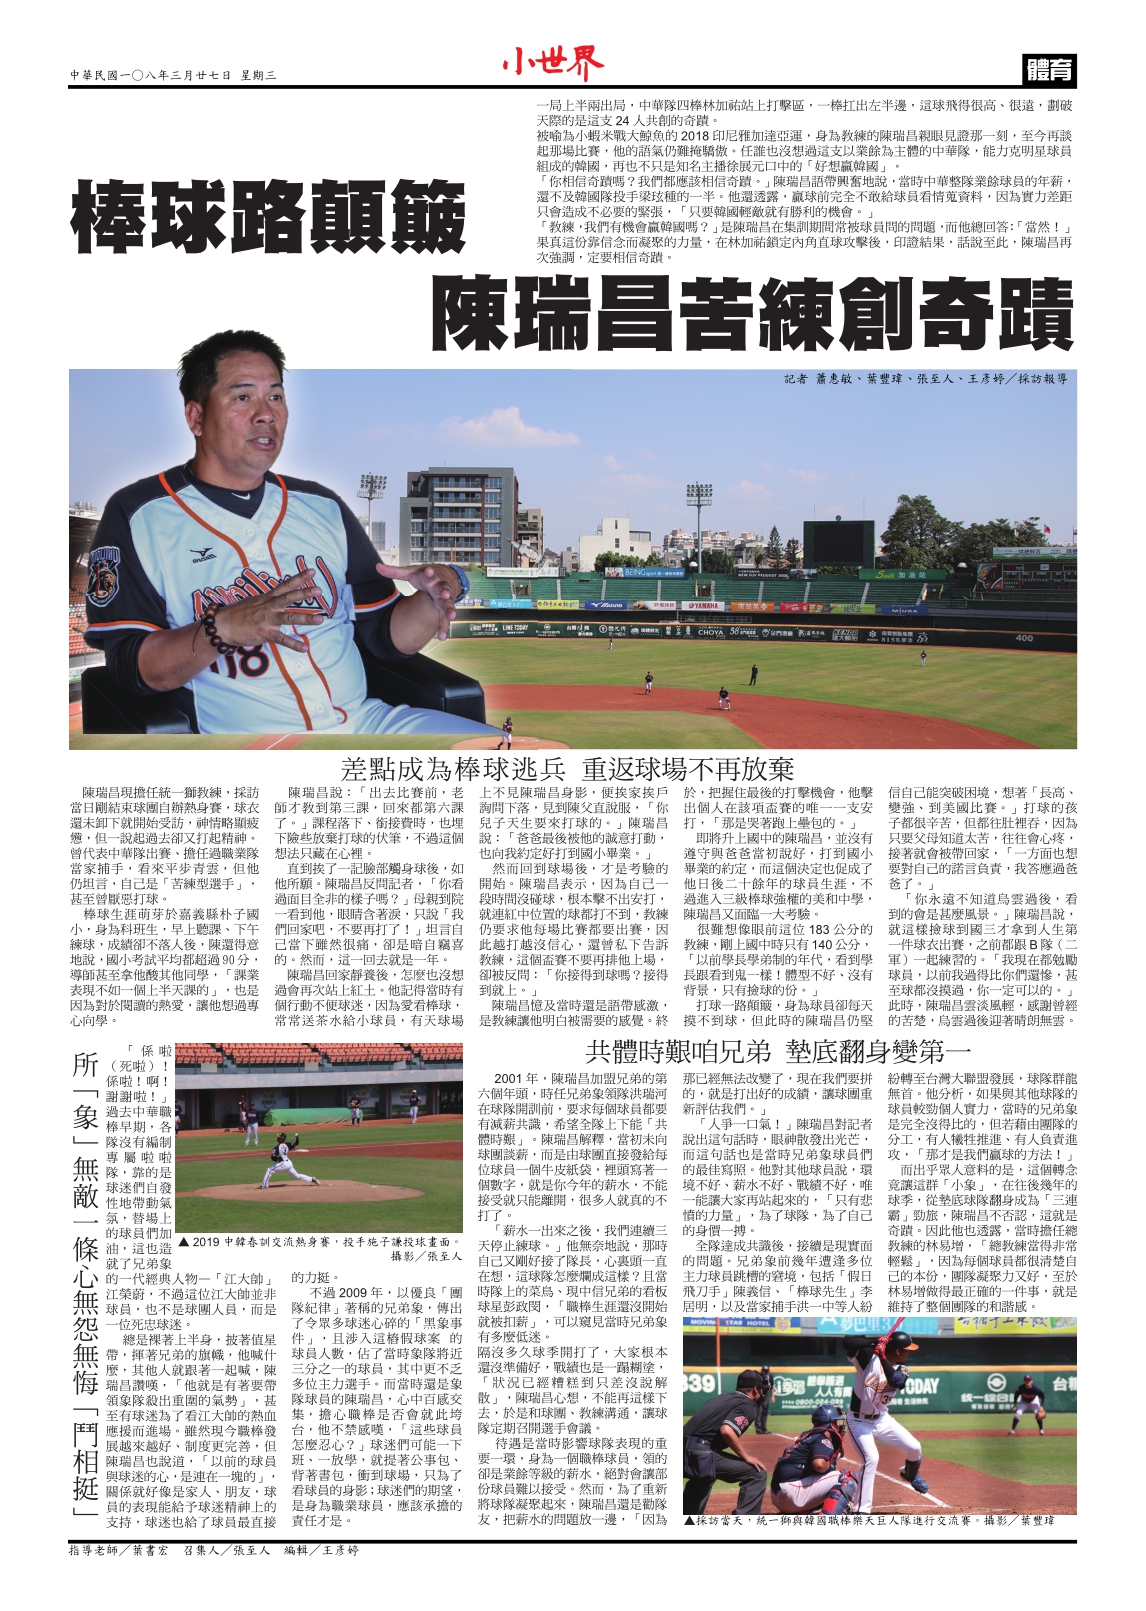 中華民國一〇八年三月廿七日 星期三
小世界
體育
一局上半兩出局，中華隊四棒林加祐站上打擊區，一棒扛出左半邊，這球飛得很高、很遠，劃破
天際的是這支 24 人共創的奇蹟。
被喻為小蝦米戰大鯨魚的 2018 印尼雅加達亞運，身為教練的陳瑞昌親眼見證那一刻，至今再談
起那場比賽，他的語氣仍難掩驕傲。任誰也沒想過這支以業餘為主體的中華隊，能力克明星球員
組成的韓國，再也不只是知名主播徐展元口中的「好想贏韓國」。
「你相信奇蹟嗎？我們都應該相信奇蹟。」陳瑞昌語帶興奮地說，當時中華整隊業餘球員的年薪，
還不及韓國隊投手梁玹種的一半。他還透露，贏球前完全不敢給球員看情蒐資料，因為實力差距
只會造成不必要的緊張，「只要韓國輕敵就有勝利的機會。」
「教練，我們有機會贏韓國嗎？」是陳瑞昌在集訓期間常被球員問的問題，而他總回答：「當然！」
果真這份靠信念而凝聚的力量，在林加祐鎖定內角直球攻擊後，印證結果，話說至此，陳瑞昌再
次強調，定要相信奇蹟。
棒球路顛簸
陳瑞昌苦練創奇蹟
記者 蕭惠敏、葉豐瑋、張至人、王彥婷／採訪報導
差點成為棒球逃兵 重返球場不再放棄
陳瑞昌現擔任統一獅教練，採訪
當日剛結束球團自辦熱身賽，球衣
還未卸下就開始受訪，神情略顯疲
憊，但一說起過去卻又打起精神。
曾代表中華隊出賽、擔任過職業隊
當家捕手，看來平步青雲，但他
仍坦言，自己是「苦練型選手」，
甚至曾厭惡打球。
棒球生涯萌芽於嘉義縣朴子國
小，身為科班生，早上聽課、下午
練球，成績卻不落人後，陳還得意
地說，國小考試平均都超過 90 分，
導師甚至拿他酸其他同學，「課業
表現不如一個上半天課的」，也是
因為對於閱讀的熱愛，讓他想過專
心向學。
陳瑞昌說：「出去比賽前，老
師才教到第三課，回來都第六課
了。」課程落下、銜接費時，也埋
下險些放棄打球的伏筆，不過這個
想法只藏在心裡。
直到挨了一記臉部觸身球後，如
他所願。陳瑞昌反問記者，「你看
過面目全非的樣子嗎？」母親到院
一看到他，眼睛含著淚，只說「我
們回家吧，不要再打了！」坦言自
己當下雖然很痛，卻是暗自竊喜
的。然而，這一回去就是一年。
陳瑞昌回家靜養後，怎麼也沒想
過會再次站上紅土。他記得當時有
個行動不便球迷，因為愛看棒球，
常常送茶水給小球員，有天球場
上不見陳瑞昌身影，便挨家挨戶
詢問下落，見到陳父直說服，「你
兒子天生要來打球的。」陳瑞昌
說：「爸爸最後被他的誠意打動，
也向我約定好打到國小畢業。」
然而回到球場後，才是考驗的
開始。陳瑞昌表示，因為自己一
段時間沒碰球，根本擊不出安打，
就連紅中位置的球都打不到，教練
仍要求他每場比賽都要出賽，因
此越打越沒信心，還曾私下告訴
教練，這個盃賽不要再排他上場，
卻被反問：「你接得到球嗎？接得
到就上。」
陳瑞昌憶及當時還是語帶感激，
是教練讓他明白被需要的感覺。終
於，把握住最後的打擊機會，他擊
出個人在該項盃賽的唯一一支安
打，「那是哭著跑上壘包的。」
即將升上國中的陳瑞昌，並沒有
遵守與爸爸當初說好，打到國小
畢業的約定，而這個決定也促成了
他日後二十餘年的球員生涯，不
過進入三級棒球強權的美和中學，
陳瑞昌又面臨一大考驗。
很難想像眼前這位 183 公分的
教練，剛上國中時只有 140 公分，
「以前學長學弟制的年代，看到學
長跟看到鬼一樣！體型不好、沒有
背景，只有撿球的份。」
打球一路顛簸，身為球員卻每天
摸不到球，但此時的陳瑞昌仍堅
信自己能突破困境，想著「長高、
變強、到美國比賽。」打球的孩
子都很辛苦，但都往肚裡吞，因為
只要父母知道太苦，往往會心疼，
接著就會被帶回家，「一方面也想
要對自己的諾言負責，我答應過爸
爸了。」
「你永遠不知道烏雲過後，看
到的會是甚麼風景。」陳瑞昌說，
就這樣撿球到國三才拿到人生第
一件球衣出賽，之前都跟 B 隊（二
軍）一起練習的。「我現在都勉勵
球員，以前我過得比你們還慘，甚
至球都沒摸過，你一定可以的。」
此時，陳瑞昌雲淡風輕，感謝曾經
的苦楚，烏雲過後迎著晴朗無雲。
所「象」無敵一條心無怨無悔「鬥相挺」
「係啦
（死啦）！
係啦！啊！
謝謝啦！」
過去中華職
棒早期，各
隊沒有編制
專屬啦啦
隊，靠的是
球迷們自發
性地帶動氣
氛，替場上
的球員們加
油，這也造
就了兄弟象
的一代經典人物—「江大帥」
江榮蔚，不過這位江大帥並非
球員，也不是球團人員，而是
一位死忠球迷。
總是裸著上半身，披著值星
帶，揮著兄弟的旗幟，他喊什
麼，其他人就跟著一起喊，陳
瑞昌讚嘆，「他就是有著要帶
領象隊殺出重圍的氣勢」，甚
至有球迷為了看江大帥的熱血
應援而進場。雖然現今職棒發
展越來越好、制度更完善，但
陳瑞昌也說道，「以前的球員
與球迷的心，是連在一塊的」，
關係就好像是家人、朋友，球
員的表現能給予球迷精神上的
支持，球迷也給了球員最直接
▲2019 中韓春訓交流熱身賽，投手施子謙投球畫面。
攝影／張至人
的力挺。
不過 2009 年，以優良「團
隊紀律」著稱的兄弟象，傳出
了令眾多球迷心碎的「黑象事
件」，且涉入這樁假球案 的
球員人數，佔了當時象隊將近
三分之一的球員，其中更不乏
多位主力選手。而當時還是象
隊球員的陳瑞昌，心中百感交
集，擔心職棒是否會就此垮
台，他不禁感嘆，「這些球員
怎麼忍心？」球迷們可能一下
班、一放學，就提著公事包、
背著書包，衝到球場，只為了
看球員的身影；球迷們的期望，
是身為職業球員，應該承擔的
責任才是。
共體時艱咱兄弟 墊底翻身變第一
2001 年，陳瑞昌加盟兄弟的第
六個年頭，時任兄弟象領隊洪瑞河
在球隊開訓前，要求每個球員都要
有減薪共識，希望全隊上下能「共
體時艱」。陳瑞昌解釋，當初未向
球團談薪，而是由球團直接發給每
位球員一個牛皮紙袋，裡頭寫著一
個數字，就是你今年的薪水，不能
接受就只能離開，很多人就真的不
打了。
「薪水一出來之後，我們連續三
天停止練球。」他無奈地說，那時
自己又剛好接了隊長，心裏頭一直
在想，這球隊怎麼爛成這樣？且當
時隊上的菜鳥、現中信兄弟的看板
球星彭政閔，「職棒生涯還沒開始
就被扣薪」，可以窺見當時兄弟象
有多麼低迷。
隔沒多久球季開打了，大家根本
還沒準備好，戰績也是一蹋糊塗，
「狀況已經糟糕到只差沒說解
散」，陳瑞昌心想，不能再這樣下
去，於是和球團、教練溝通，讓球
隊定期召開選手會議。
待遇是當時影響球隊表現的重
要一環，身為一個職棒球員，領的
卻是業餘等級的薪水，絕對會讓部
份球員難以接受。然而，為了重新
將球隊凝聚起來，陳瑞昌還是勸隊
友，把薪水的問題放一邊，「因為
那已經無法改變了，現在我們要拼
的，就是打出好的成績，讓球團重
新評估我們。」
「人爭一口氣！」陳瑞昌對記者
說出這句話時，眼神散發出光芒，
而這句話也是當時兄弟象球員們
的最佳寫照。他對其他球員說，環
境不好、薪水不好、戰績不好，唯
一能讓大家再站起來的，「只有悲
憤的力量」，為了球隊，為了自己
的身價一搏。
全隊達成共識後，接續是現實面
的問題。兄弟象前幾年遭逢多位
主力球員跳槽的窘境，包括「假日
飛刀手」陳義信、「棒球先生」李
居明，以及當家捕手洪一中等人紛
紛轉至台灣大聯盟發展，球隊群龍
無首。他分析，如果與其他球隊的
球員較勁個人實力，當時的兄弟象
是完全沒得比的，但若藉由團隊的
分工，有人犧牲推進、有人負責進
攻，「那才是我們贏球的方法！」
而出乎眾人意料的是，這個轉念
竟讓這群「小象」，在往後幾年的
球季，從墊底球隊翻身成為「三連
霸」勁旅，陳瑞昌不否認，這就是
奇蹟。因此他也透露，當時擔任總
教練的林易增，「總教練當得非常
輕鬆」，因為每個球員都很清楚自
己的本份，團隊凝聚力又好，至於
林易增做得最正確的一件事，就是
維持了整個團隊的和諧感。
▲採訪當天，統一獅與韓國職棒樂天巨人隊進行交流賽。攝影／葉豐瑋
指導老師／葉書宏 召集人／張至人 編輯／王彥婷